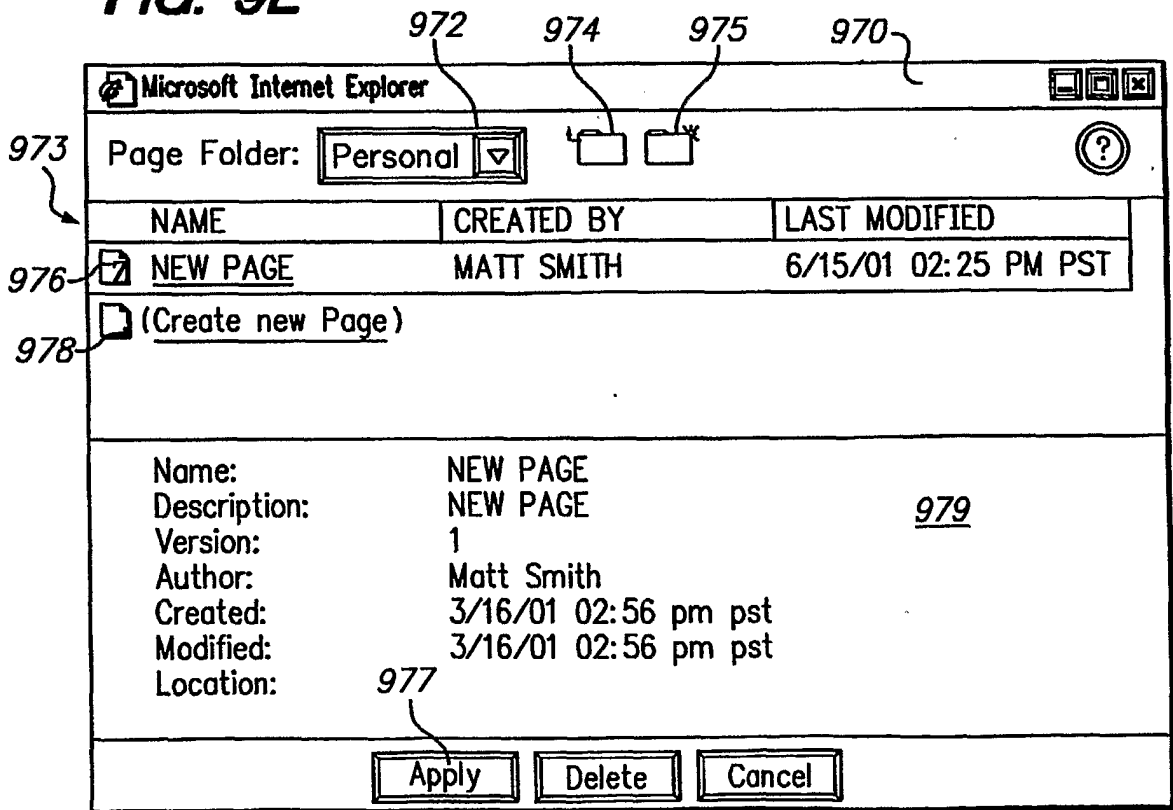 FIG. 9E
972 974 975 970
Microsoft Internet Explorer
973 Page Folder: Personal ?
NAME CREATED BY LAST MODIFIED
976 NEW PAGE MATT SMITH 6/15/01 02:25 PM PST
978 (Create new Page)
Name: NEW PAGE
Description: NEW PAGE 979
Version: 1
Author: Matt Smith
Created: 3/16/01 02:56 pm pst
Modified: 3/16/01 02:56 pm pst
Location:
977
Apply Delete Cancel